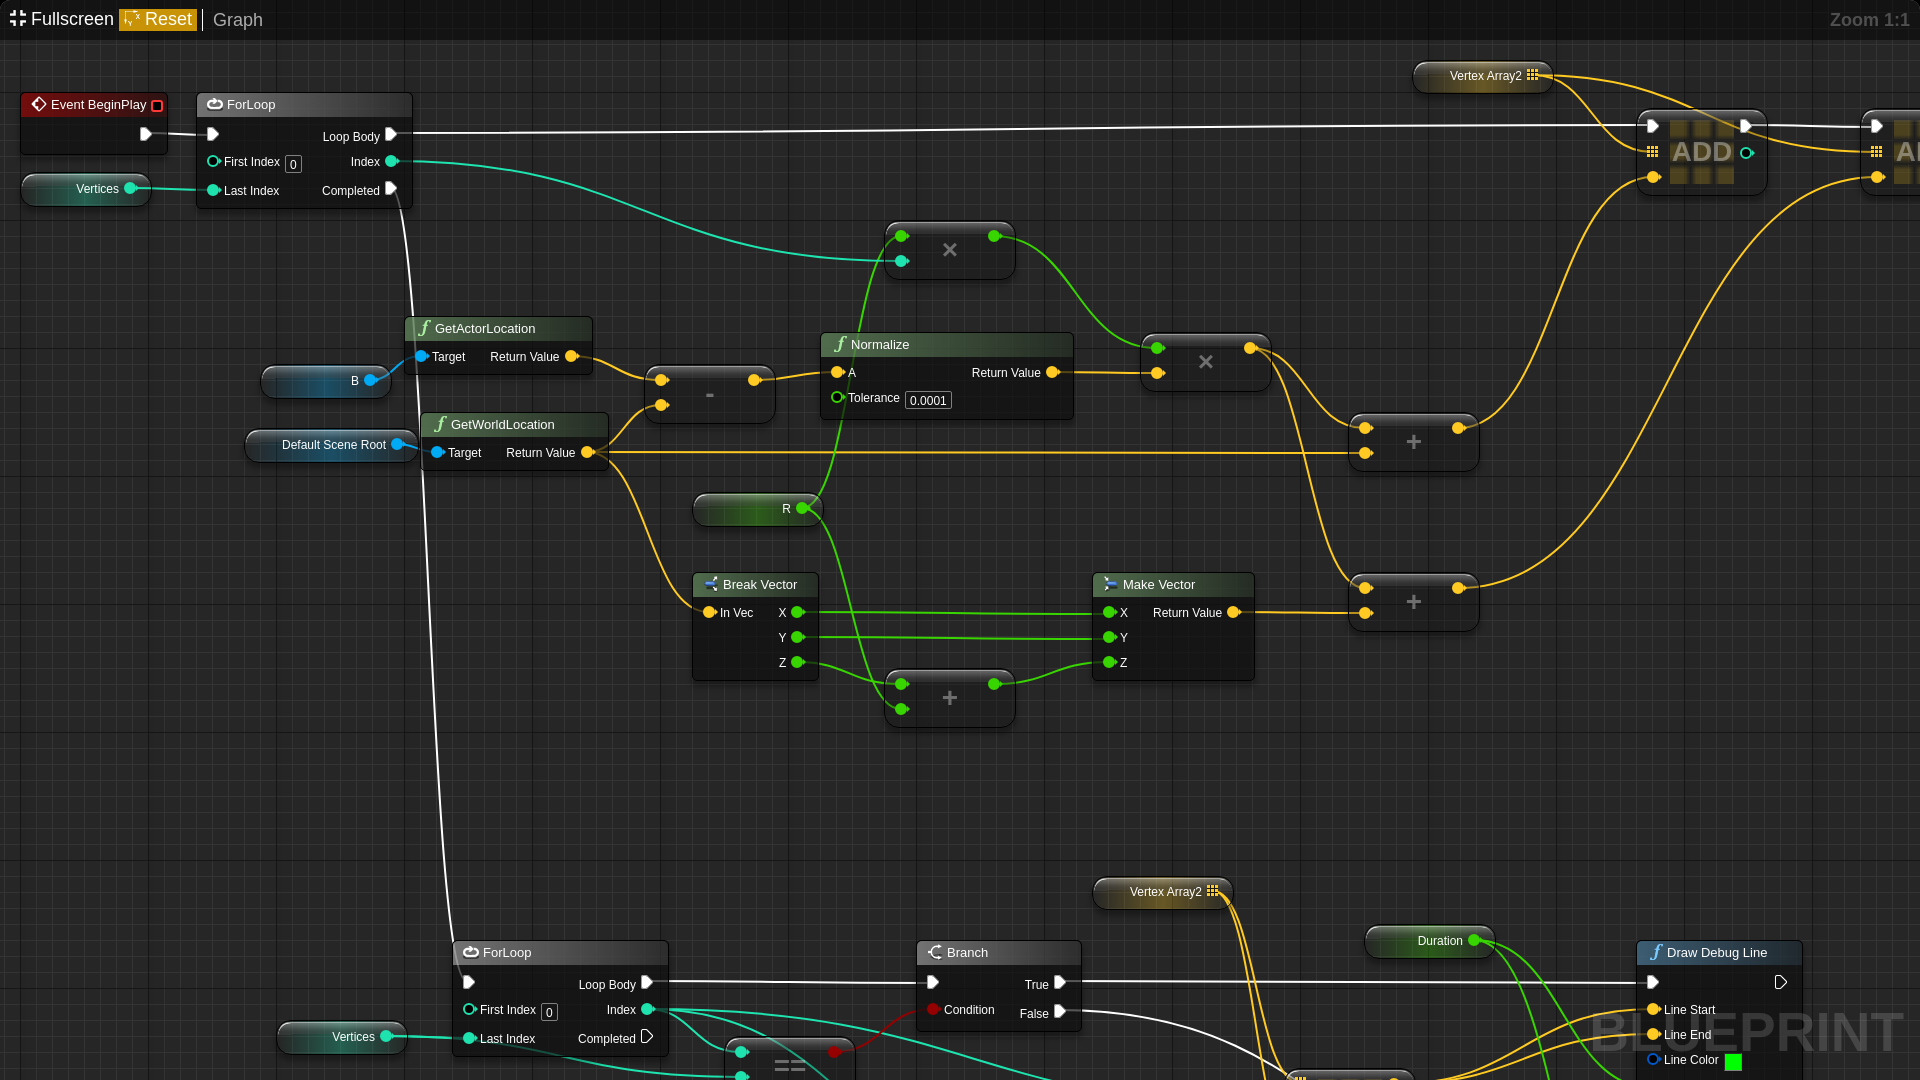 Fullscreen Reset Graph Zoom 1:1
Vertex Array2
Event BeginPlay
ForLoop
Loop Body
First Index 0 Index
Last Index Completed
Vertices
ADD
×
GetActorLocation
Target Return Value
B
GetWorldLocation
Target Return Value
Default Scene Root
-
Normalize
A Return Value
Tolerance 0.0001
×
+
R
Break Vector
In Vec X
Y
Z
Make Vector
X Return Value
Y
Z
+
+
Vertex Array2
Duration
ForLoop
Loop Body
First Index 0 Index
Last Index Completed
Vertices
Branch
True
Condition False
==
Draw Debug Line
Line Start
Line End
Line Color
BLUEPRINT